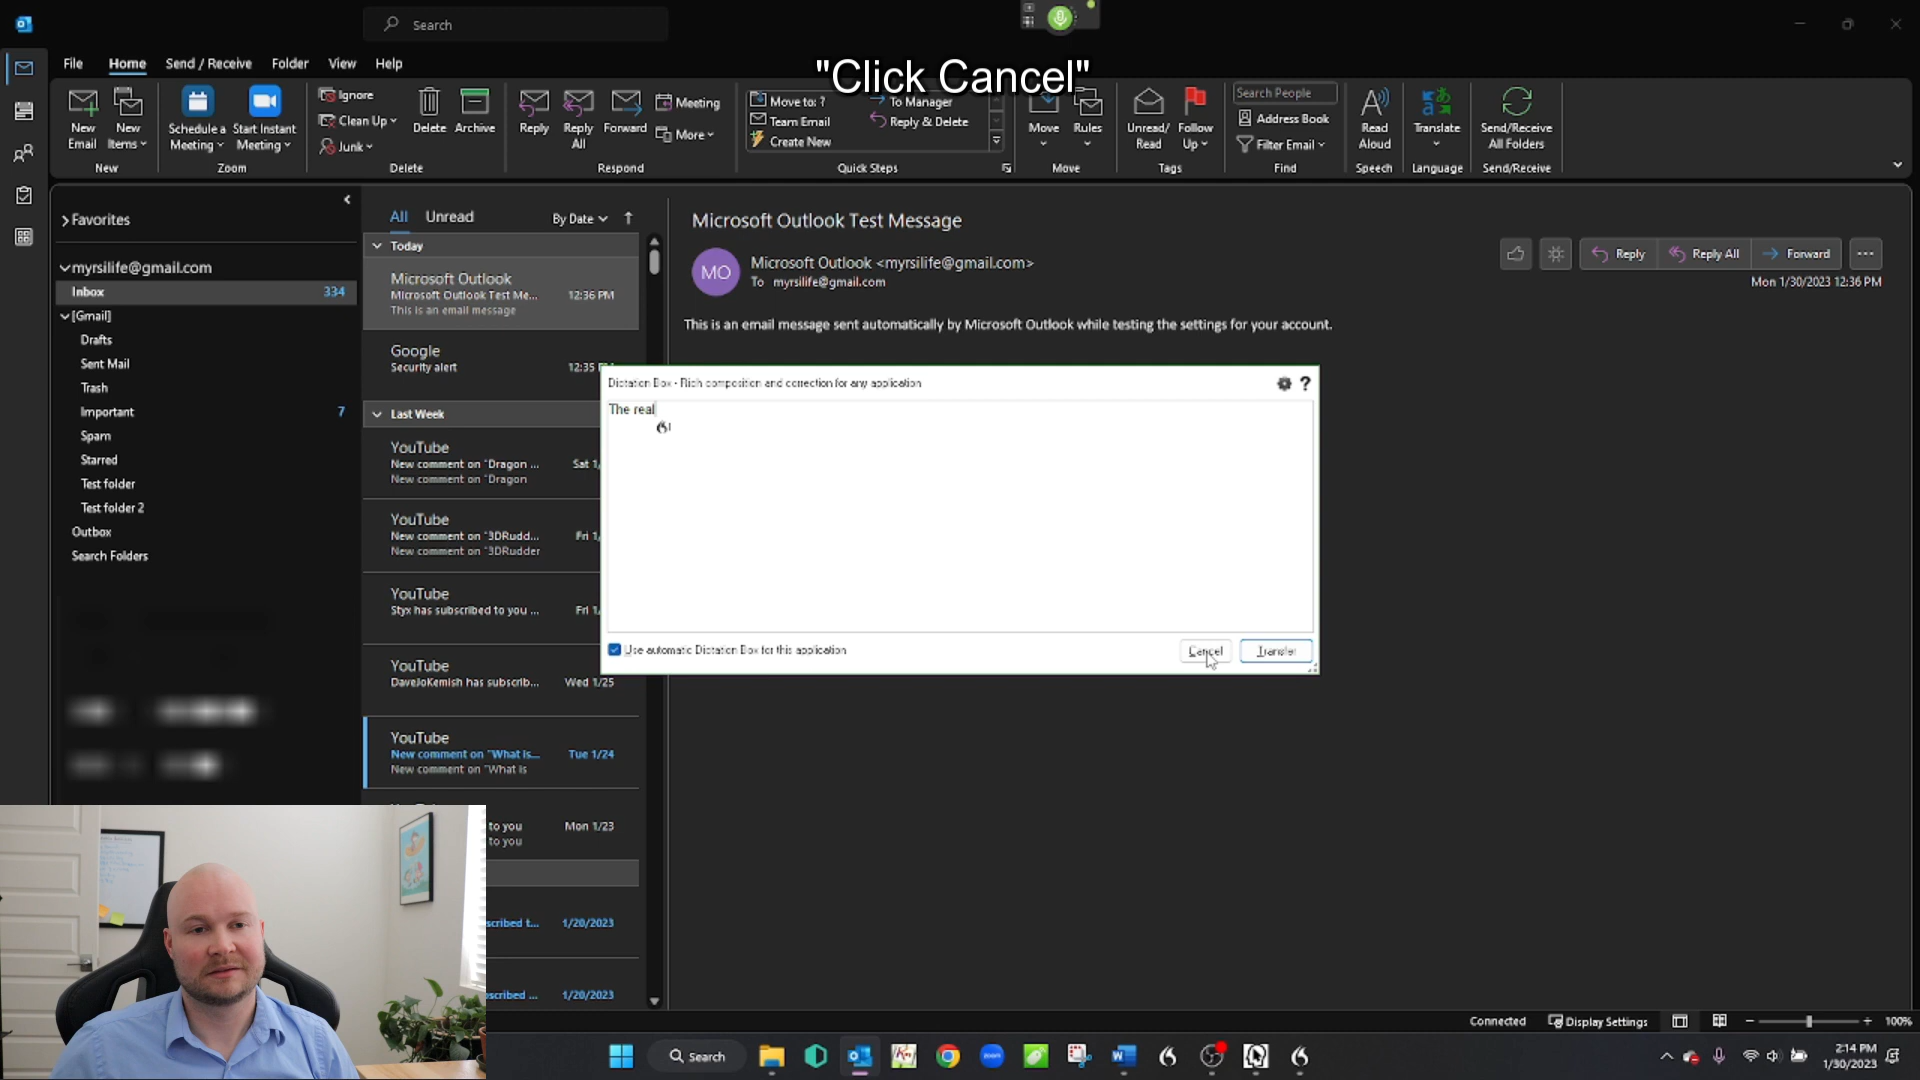 Search
"Click Cancel"
File Home Send / Receive Folder View Help
New Email
New Items
New
Schedule a Meeting
Start Instant Meeting
Zoom
Ignore
Clean Up
Junk
Delete
Archive
Delete
Reply
Reply All
Forward
Meeting
More
Respond
Move to: ?
Team Email
Create New
To Manager
Reply & Delete
Quick Steps
Move
Rules
Move
Unread/ Read
Follow Up
Tags
Search People
Address Book
Filter Email
Find
Read Aloud
Speech
Translate
Language
Send/Receive All Folders
Send/Receive
Favorites
myrsilife@gmail.com
Inbox 334
[Gmail]
Drafts
Sent Mail
Trash
Important 7
Spam
Starred
Test folder
Test folder 2
Outbox
Search Folders
All Unread By Date
Today
Microsoft Outlook
Microsoft Outlook Test Me... 12:36 PM
This is an email message
Google
Security alert 12:35
Last Week
YouTube
New comment on "Dragon ... Sat 1/
New comment on "Dragon
YouTube
New comment on "3DRudd... Fri 1/
New comment on "3DRudder
YouTube
Styx has subscribed to you ... Fri 1/
YouTube
DaveJoKemish has subscrib... Wed 1/25
YouTube
New comment on "What is... Tue 1/24
New comment on "What is
to you Mon 1/23
to you
scribed t... 1/20/2023
scribed ... 1/20/2023
Microsoft Outlook Test Message
MO
Microsoft Outlook <myrsilife@gmail.com>
To myrsilife@gmail.com
Reply Reply All Forward
Mon 1/30/2023 12:36 PM
This is an email message sent automatically by Microsoft Outlook while testing the settings for your account.
Dictation Box - Rich composition and correction for any application
?
The real
Use automatic Dictation Box for this application
Cancel Transfer
Connected Display Settings 100%
Search
zoom
2:14 PM
1/30/2023